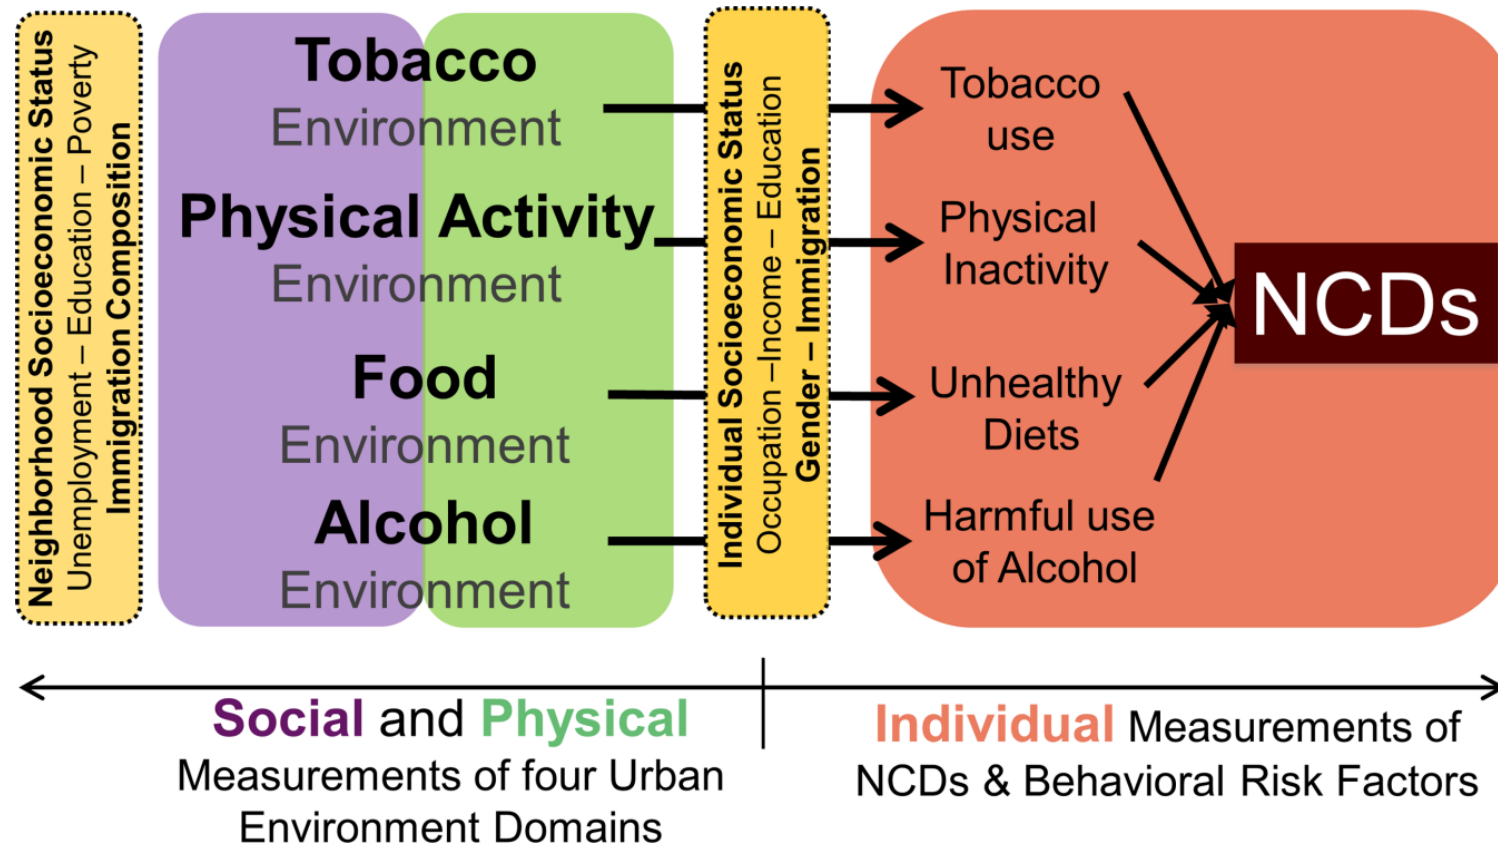 Neighborhood Socioeconomic Status
Unemployment – Education – Poverty
Immigration Composition
Tobacco
Environment
Physical Activity
Environment
Food
Environment
Alcohol
Environment
Individual Socioeconomic Status
Occupation –Income – Education
Gender – Immigration
Tobacco
use
Physical
Inactivity
Unhealthy
Diets
Harmful use
of Alcohol
NCDs
Social and Physical
Measurements of four Urban
Environment Domains
Individual Measurements of
NCDs & Behavioral Risk Factors